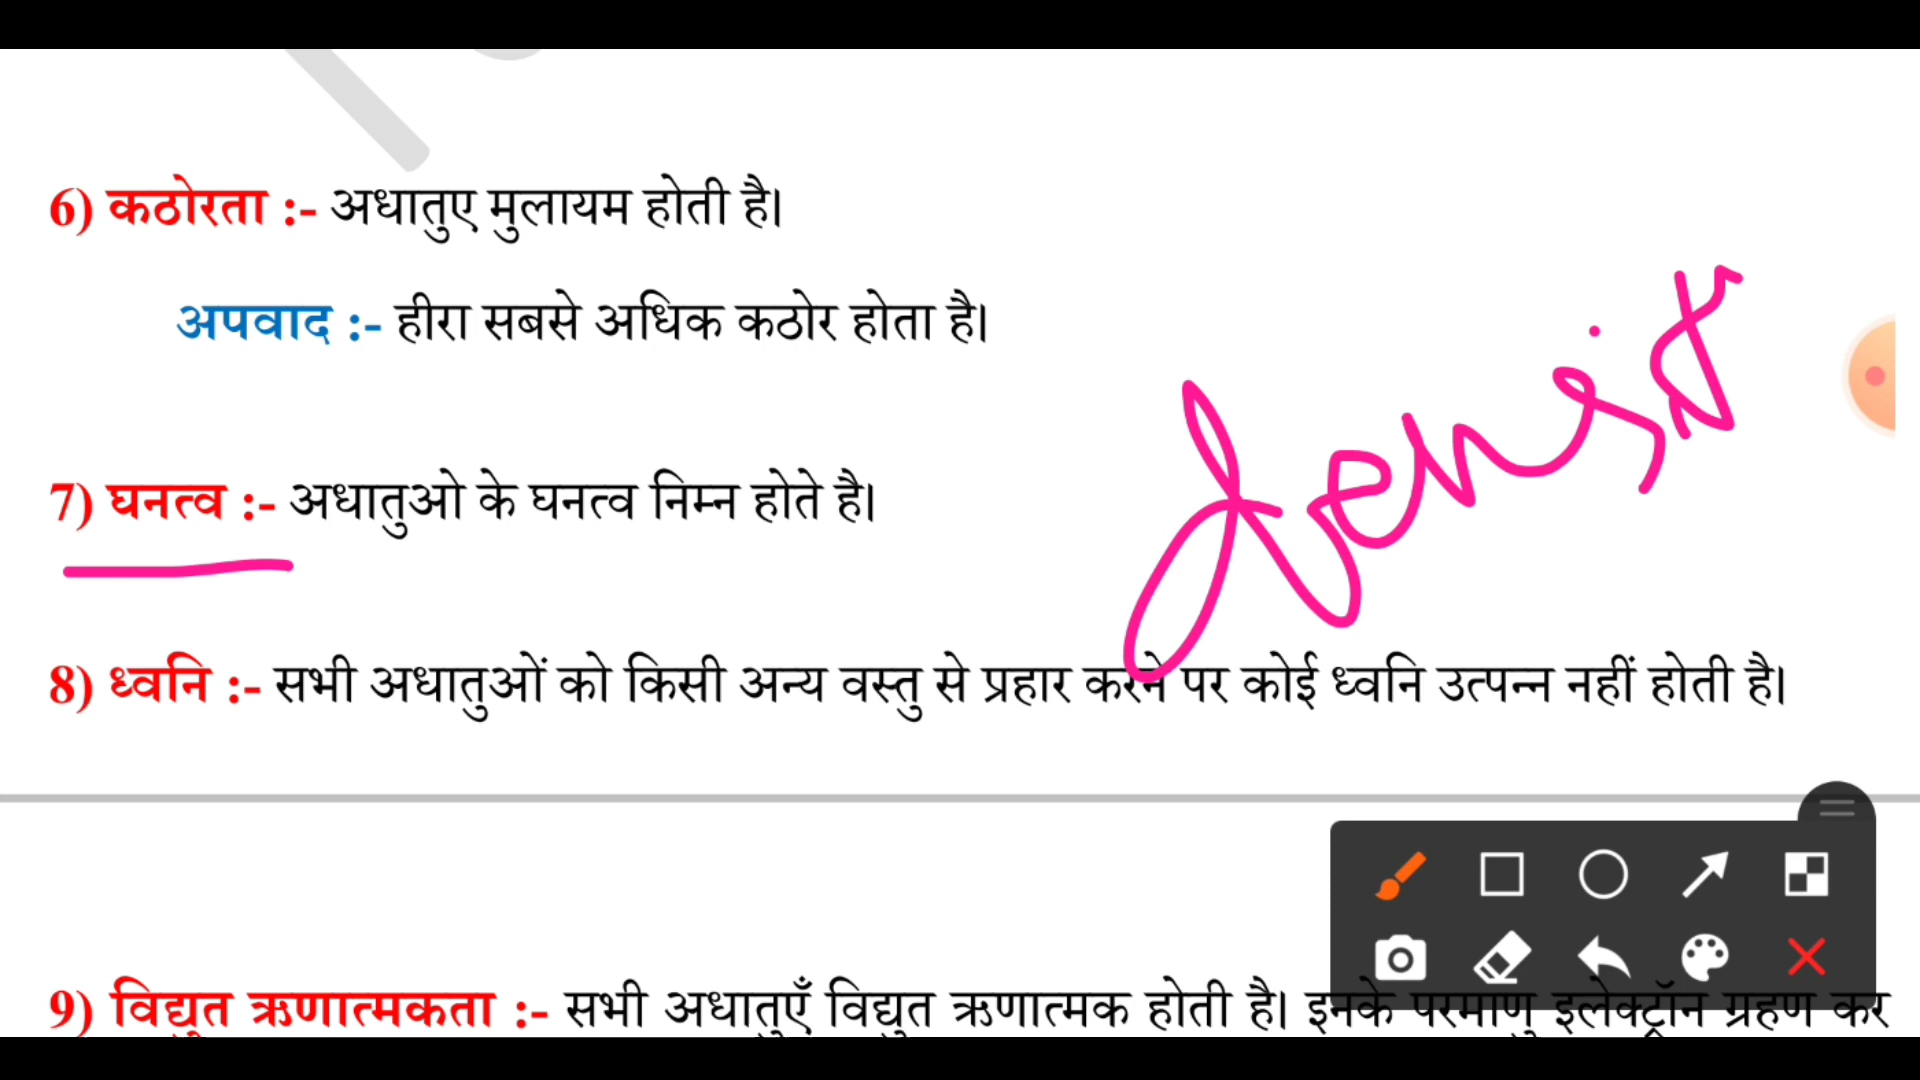 6) कठोरता :- अधातुए मुलायम होती है।
अपवाद :- हीरा सबसे अधिक कठोर होता है।
7) घनत्व :- अधातुओ के घनत्व निम्न होते है।
densit
8) ध्वनि :- सभी अधातुओं को किसी अन्य वस्तु से प्रहार करने पर कोई ध्वनि उत्पन्न नहीं होती है।
9) विद्युत ऋणात्मकता :- सभी अधातुएँ विद्युत ऋणात्मक होती है। इनके परमाणु इलेक्ट्रॉन ग्रहण कर